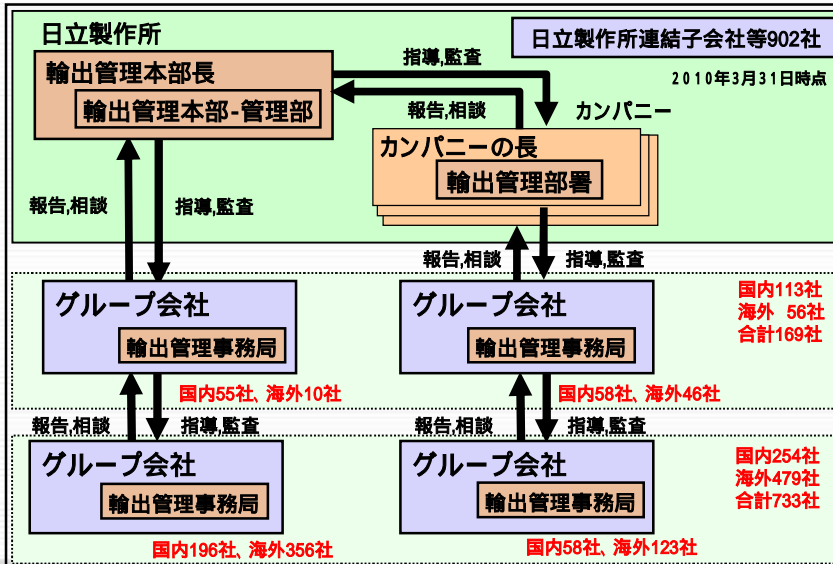 日立製作所
日立製作所連結子会社等902社
2010年3月31日時点
輸出管理本部長
輸出管理本部-管理部
指導,監査
報告,相談
カンパニー
カンパニーの長
輸出管理部署
報告,相談
指導,監査
報告,相談
指導,監査
グループ会社
輸出管理事務局
国内55社、海外10社
グループ会社
輸出管理事務局
国内58社、海外46社
国内113社
海外 56社
合計169社
報告,相談
指導,監査
報告,相談
指導,監査
グループ会社
輸出管理事務局
国内196社、海外356社
グループ会社
輸出管理事務局
国内58社、海外123社
国内254社
海外479社
合計733社